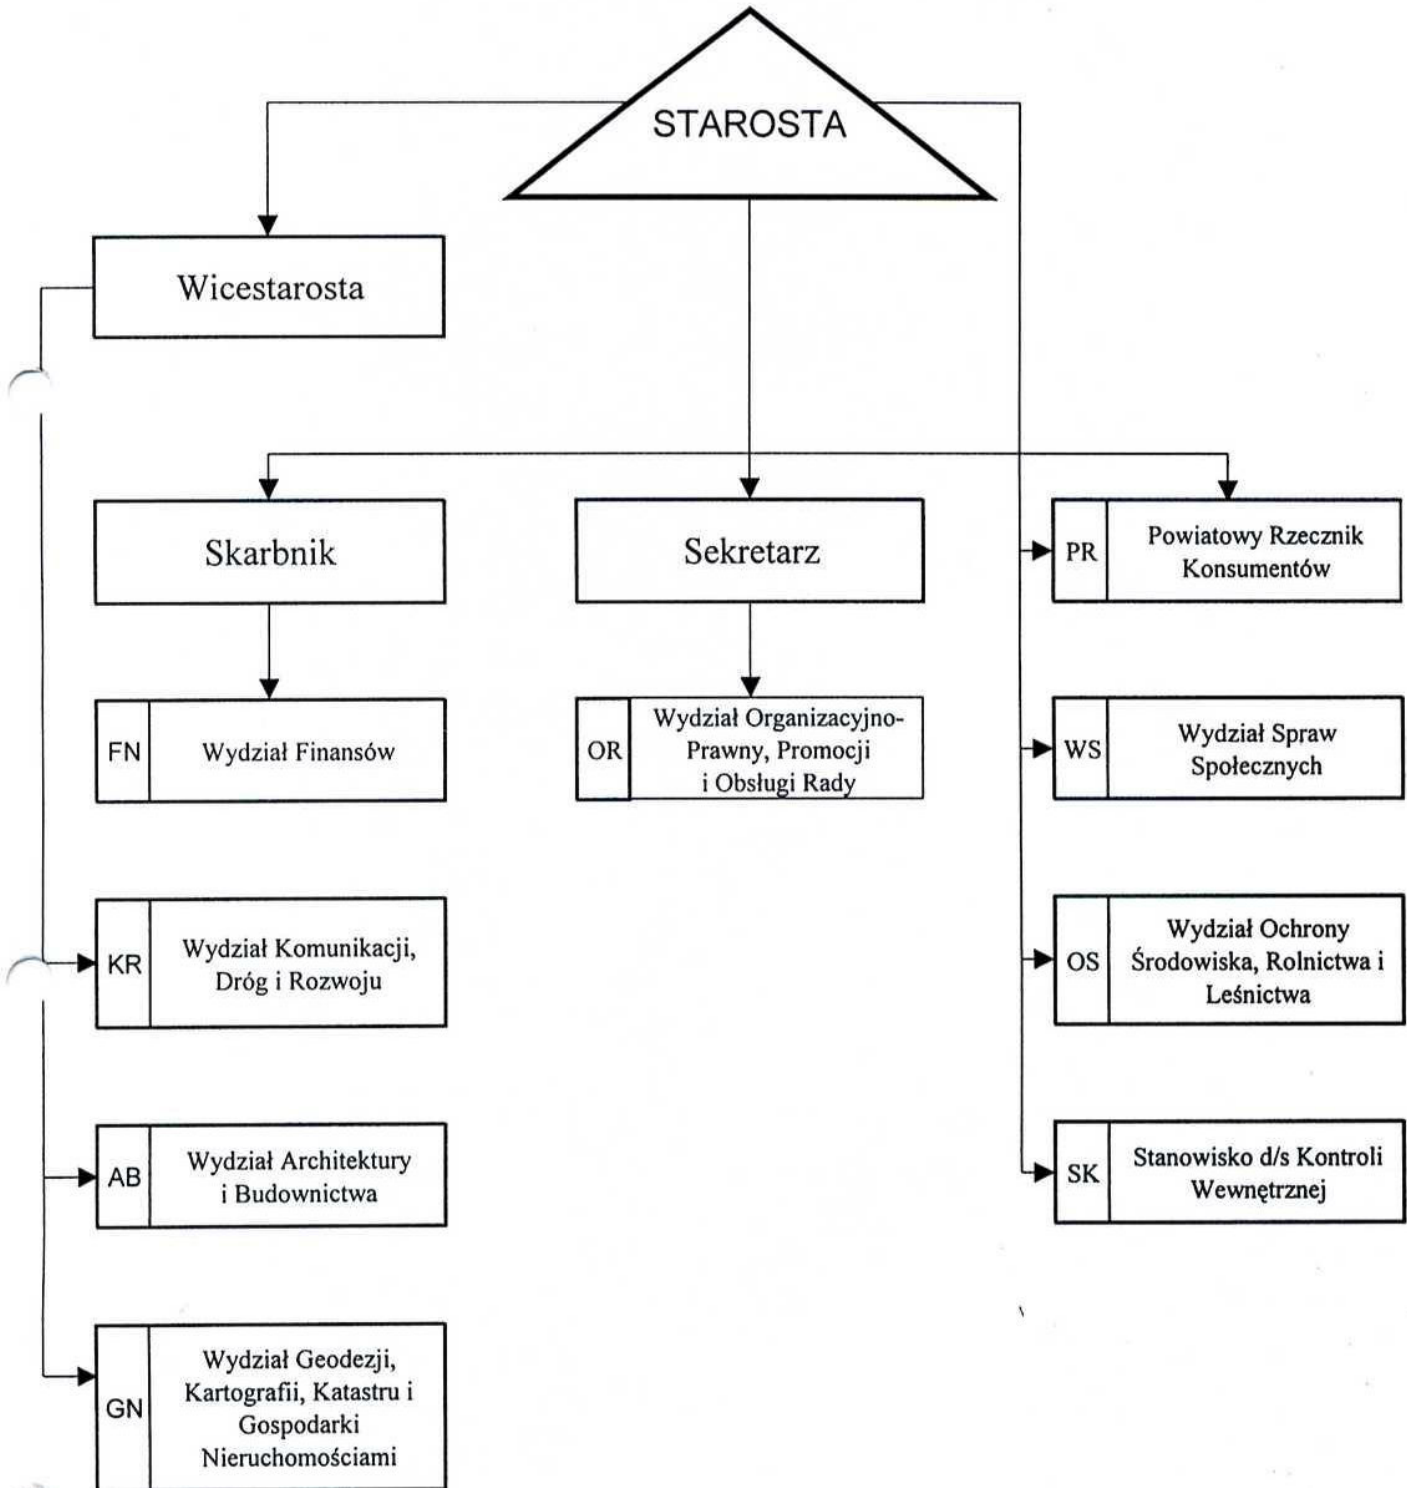 STAROSTA
Wicestarosta
Skarbnik
Sekretarz
PR
Powiatowy Rzecznik
Konsumentów
FN
Wydział Finansów
OR
Wydział Organizacyjno-
Prawny, Promocji
i Obsługi Rady
WS
Wydział Spraw
Społecznych
KR
Wydział Komunikacji,
Dróg i Rozwoju
OS
Wydział Ochrony
Środowiska, Rolnictwa i
Leśnictwa
AB
Wydział Architektury
i Budownictwa
SK
Stanowisko d/s Kontroli
Wewnętrznej
GN
Wydział Geodezji,
Kartografii, Katastru i
Gospodarki
Nieruchomościami